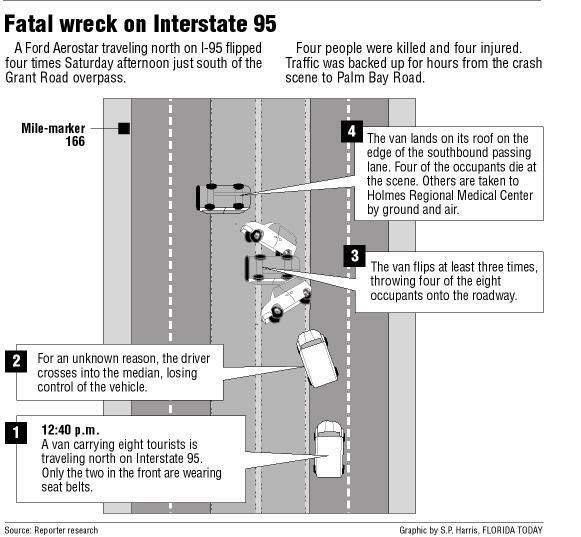 Fatal wreck on Interstate 95
A Ford Aerostar traveling north on I-95 flipped
four times Saturday afternoon just south of the
Grant Road overpass.
Four people were killed and four injured.
Traffic was backed up for hours from the crash
scene to Palm Bay Road.
Mile-marker
166
4
The van lands on its roof on the
edge of the southbound passing
lane. Four of the occupants die at
the scene. Others are taken to
Holmes Regional Medical Center
by ground and air.
3
The van flips at least three times,
throwing four of the eight
occupants onto the roadway.
2
For an unknown reason, the driver
crosses into the median, losing
control of the vehicle.
1
12:40 p.m.
A van carrying eight tourists is
traveling north on Interstate 95.
Only the two in the front are wearing
seat belts.
Source: Reporter research
Graphic by S.P. Harris, FLORIDA TODAY